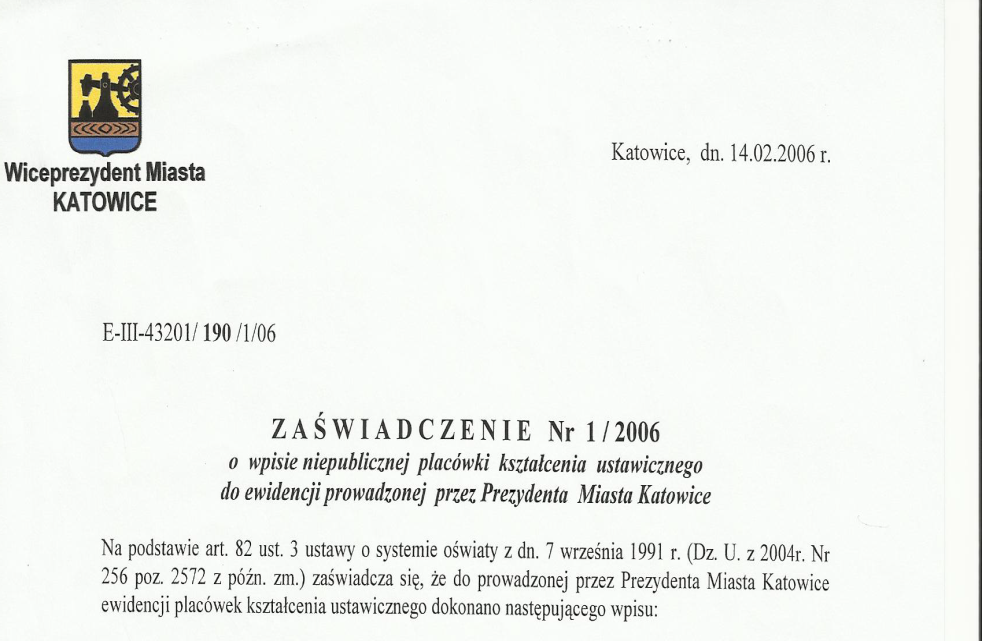 Wiceprezydent Miasta
KATOWICE
Katowice, dn. 14.02.2006 r.
E-III-43201/ 190 /1/06
ZAŚWIADCZENIE Nr 1/2006
o wpisie niepublicznej placówki kształcenia ustawicznego
do ewidencji prowadzonej przez Prezydenta Miasta Katowice
Na podstawie art. 82 ust. 3 ustawy o systemie oświaty z dn. 7 września 1991 r. (Dz. U. z 2004r. Nr
256 poz. 2572 z późn. zm.) zaświadcza się, że do prowadzonej przez Prezydenta Miasta Katowice
ewidencji placówek kształcenia ustawicznego dokonano następującego wpisu: